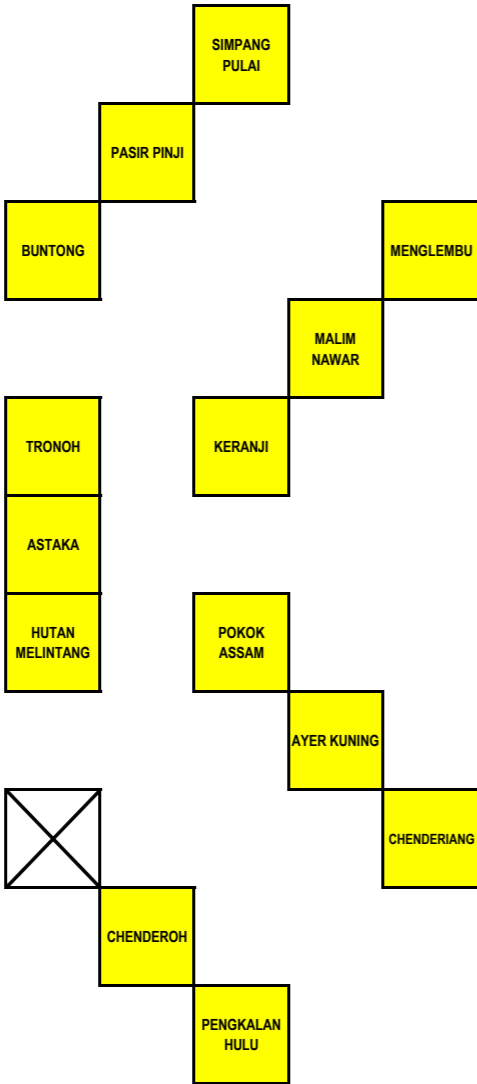 SIMPANG
PULAI
PASIR PINJI
BUNTONG
MENGLEMBU
MALIM
NAWAR
TRONOH
KERANJI
ASTAKA
HUTAN
MELINTANG
POKOK
ASSAM
AYER KUNING
CHENDERIANG
CHENDEROH
PENGKALAN
HULU